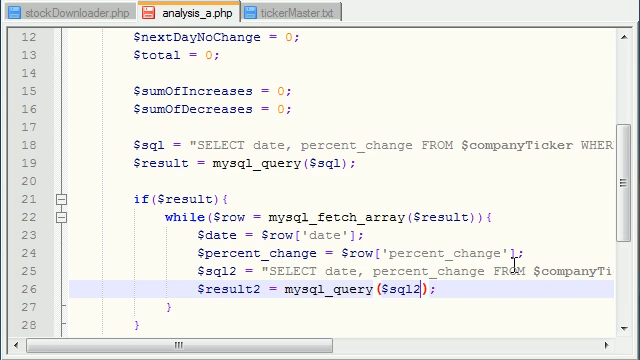 stockDownloader.php analysis_a.php tickerMaster.txt
12 $nextDayNoChange = 0;
13 $total = 0;
14
15 $sumOfIncreases = 0;
16 $sumOfDecreases = 0;
17
18 $sql = "SELECT date, percent_change FROM $companyTicker WHER
19 $result = mysql_query($sql);
20
21 if($result){
22 while($row = mysql_fetch_array($result)){
23 $date = $row['date'];
24 $percent_change = $row['percent_change'];
25 $sql2 = "SELECT date, percent_change FROM $companyTi
26 $result2 = mysql_query($sql2);
27 }
28 }